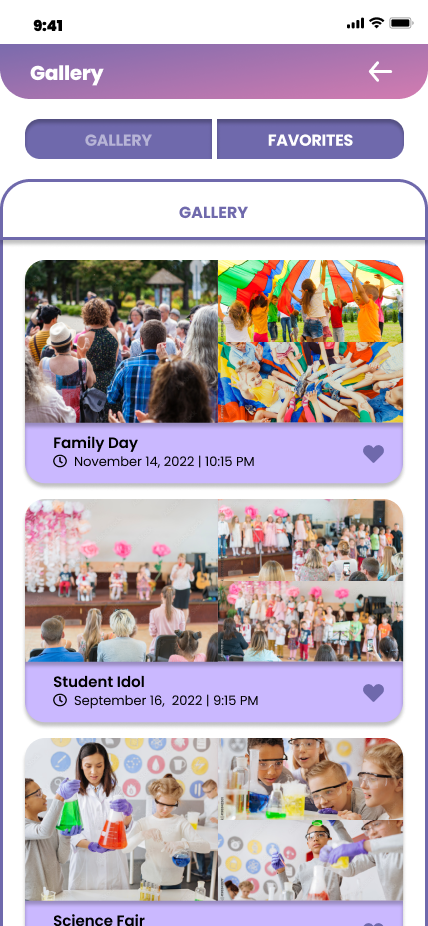 9:41
Gallery
GALLERY FAVORITES
GALLERY
Family Day
November 14, 2022 | 10:15 PM
Student Idol
September 16, 2022 | 9:15 PM
Science Fair